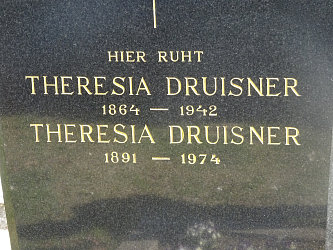 HIER RUHT
THERESIA DRUISNER
1864 — 1942
THERESIA DRUISNER
1891 — 1974